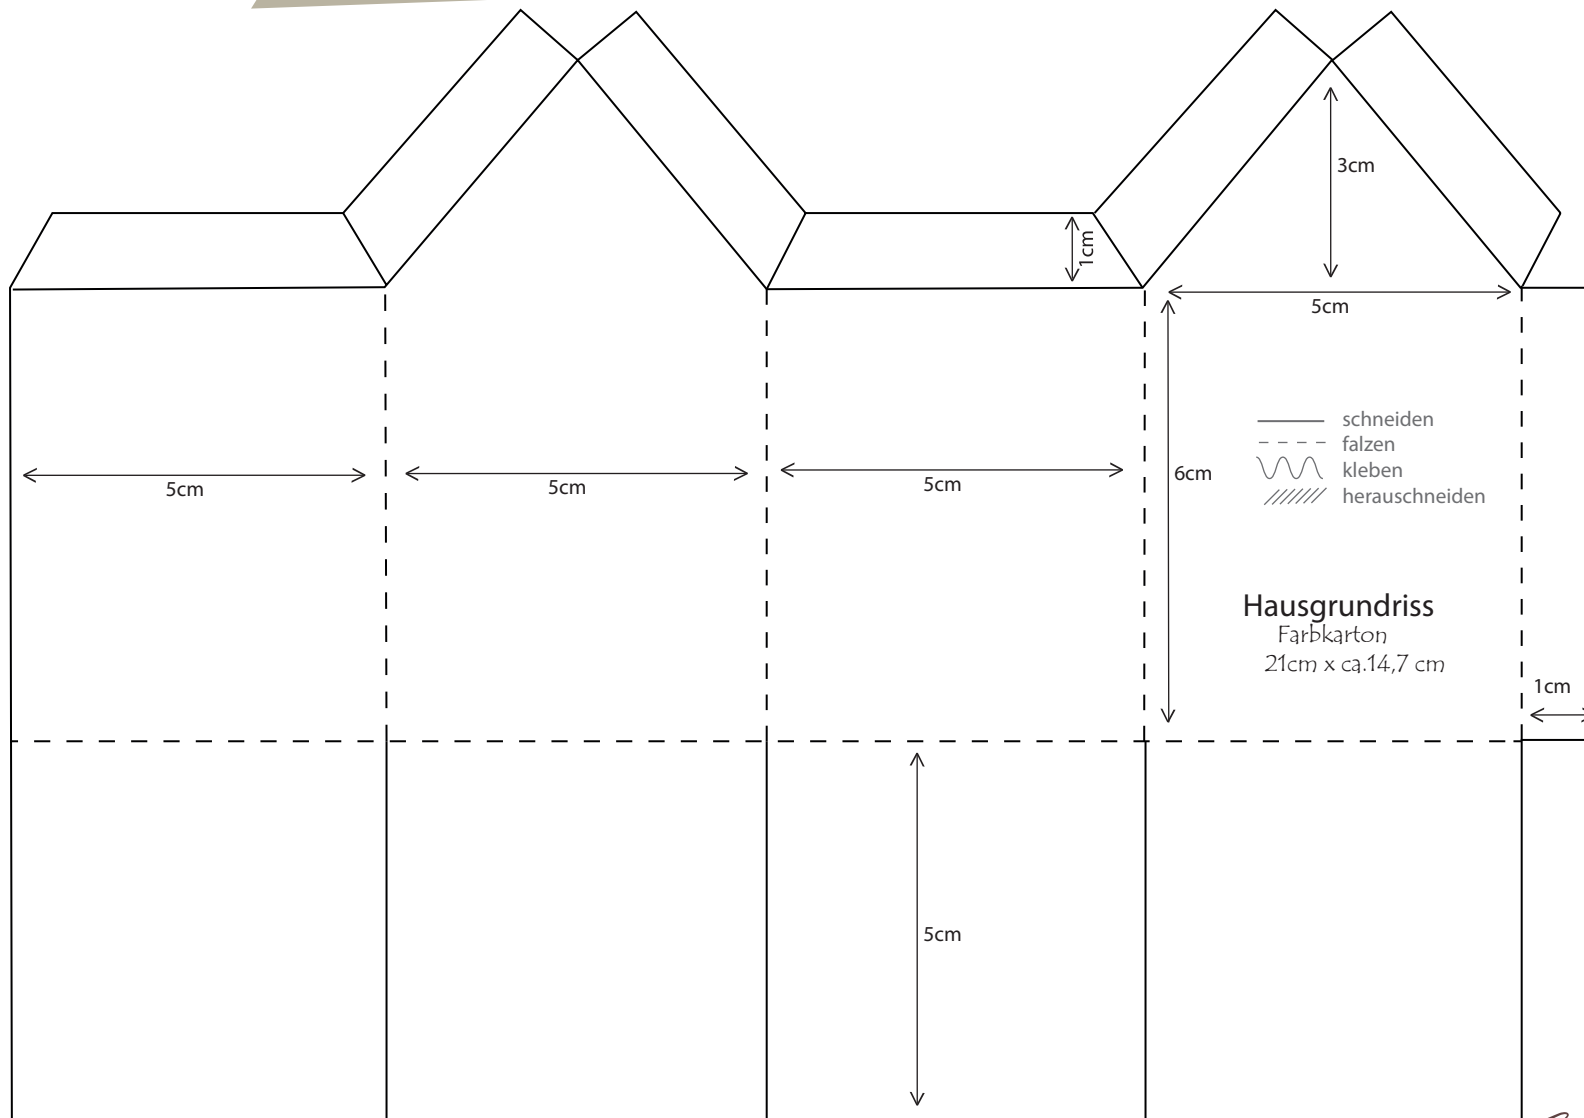 3cm
1cm
5cm
schneiden
falzen
kleben
herauschneiden
6cm
5cm
5cm
5cm
Hausgrundriss
Farbkarton
21cm x ca.14,7 cm
1cm
5cm